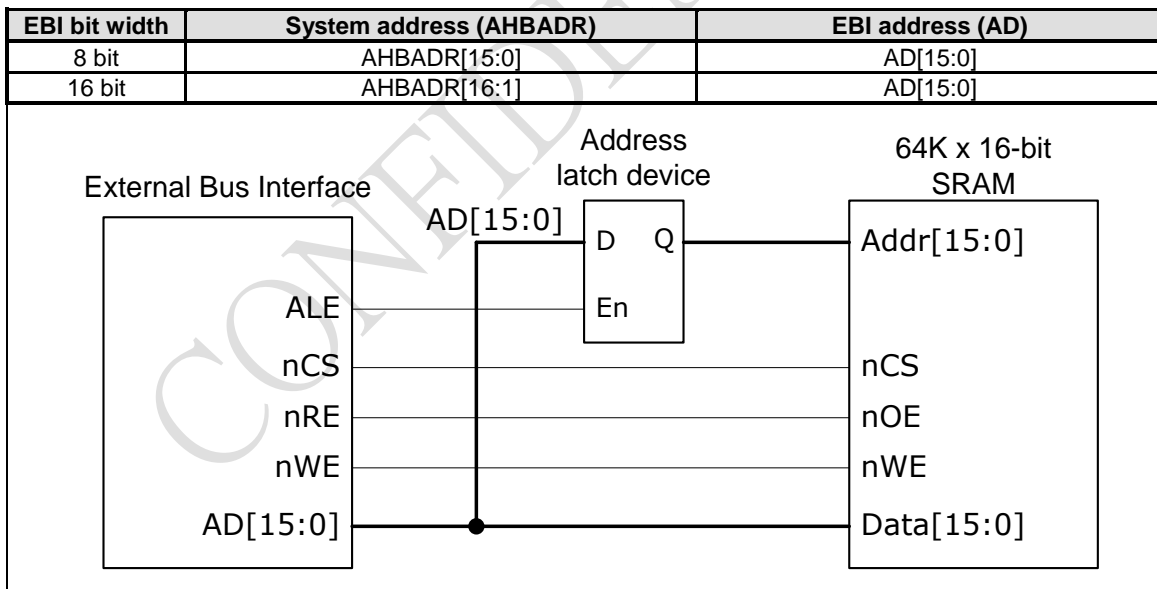 EBI bit width System address (AHBADR) EBI address (AD)
8 bit AHBADR[15:0] AD[15:0]
16 bit AHBADR[16:1] AD[15:0]
Address
latch device
64K x 16-bit
SRAM
External Bus Interface
AD[15:0]
D Q
Addr[15:0]
ALE
En
nCS
nCS
nRE
nOE
nWE
nWE
AD[15:0]
Data[15:0]